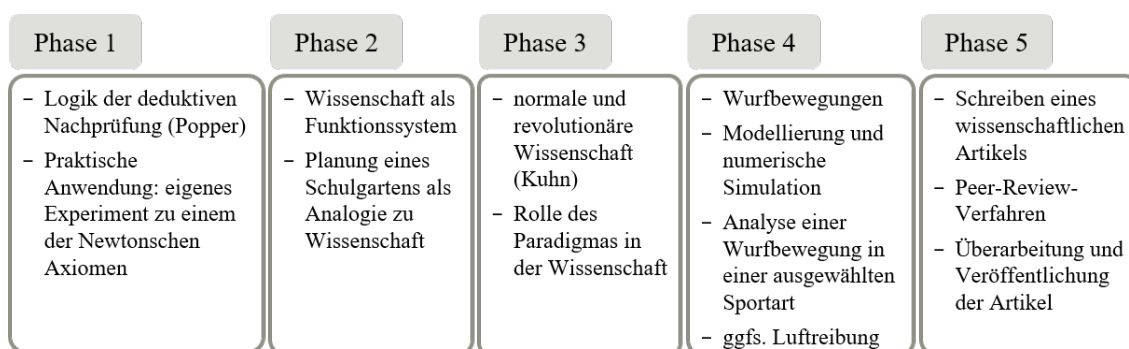 Phase 1
– Logik der deduktiven
Nachprüfung (Popper)
– Praktische
Anwendung: eigenes
Experiment zu einem
der Newtonschen
Axiomen
Phase 2
– Wissenschaft als
Funktionssystem
– Planung eines
Schulgartens als
Analogie zu
Wissenschaft
Phase 3
– normale und
revolutionäre
Wissenschaft
(Kuhn)
– Rolle des
Paradigmas in
der Wissenschaft
Phase 4
– Wurfbewegungen
– Modellierung und
numerische
Simulation
– Analyse einer
Wurfbewegung in
einer ausgewählten
Sportart
– ggfs. Luftreibung
Phase 5
– Schreiben eines
wissenschaftlichen
Artikels
– Peer-Review-
Verfahren
– Überarbeitung und
Veröffentlichung
der Artikel